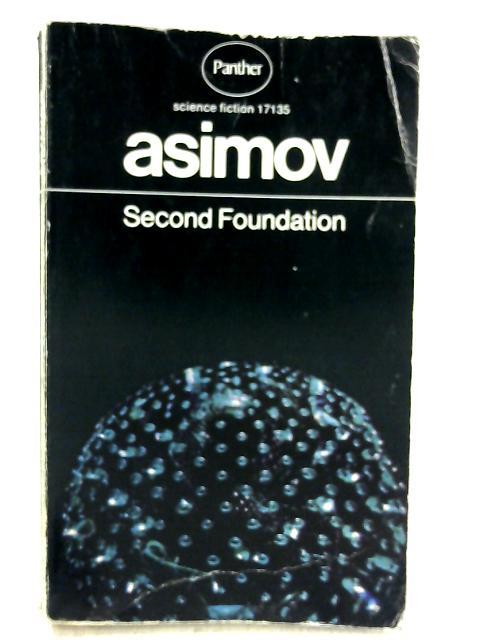 Panther
science fiction 17135
asimov
Second Foundation